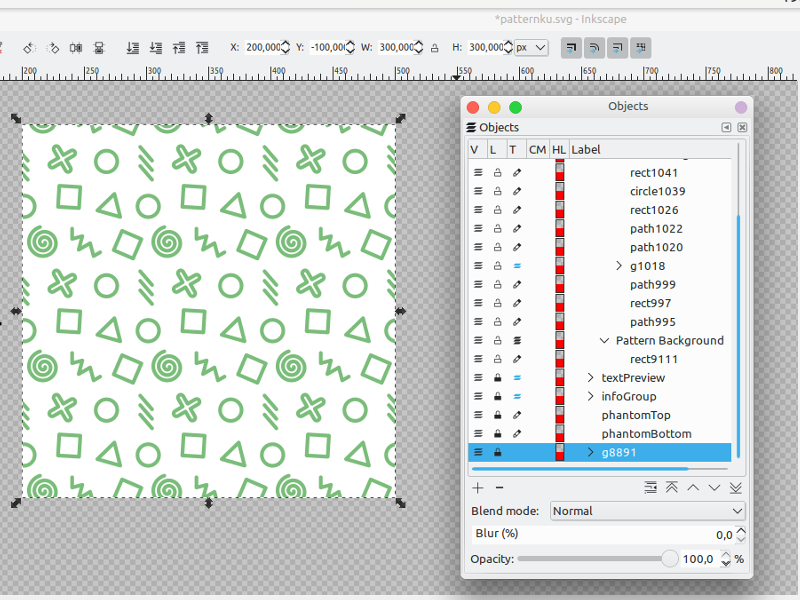 *patternku.svg - Inkscape
X: 200,000 Y: -100,000 W: 300,000 H: 300,000 px
200 250 300 350 400 450 500 550 600 650 700 750 800
Objects
Objects
V L T CM HL Label
rect1041
circle1039
rect1026
path1022
path1020
g1018
path999
rect997
path995
Pattern Background
rect9111
textPreview
infoGroup
phantomTop
phantomBottom
g8891
Blend mode: Normal
Blur (%)
0,0
Opacity: 100,0 %